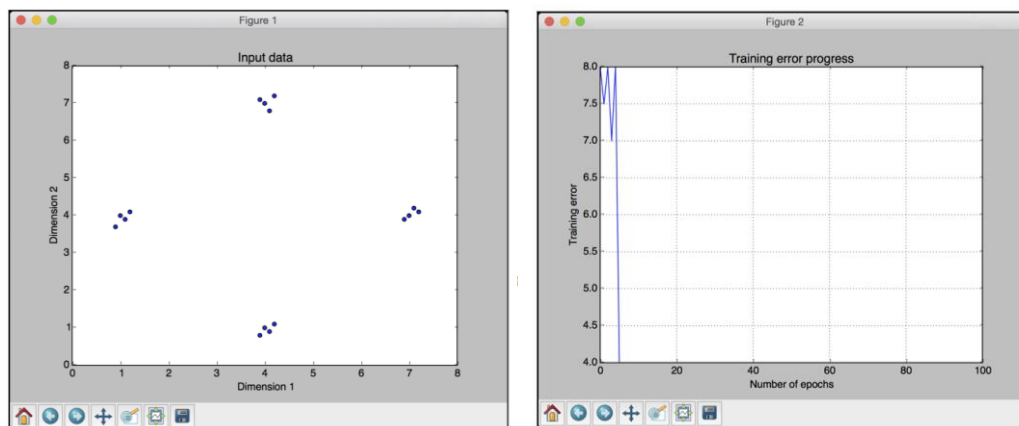 Figure 1
Input data
8
7
6
5
4
3
2
1
0
Dimension 2
0 1 2 3 4 5 6 7 8
Dimension 1
Figure 2
Training error progress
8.0
7.5
7.0
6.5
6.0
5.5
5.0
4.5
4.0
Training error
0 20 40 60 80 100
Number of epochs